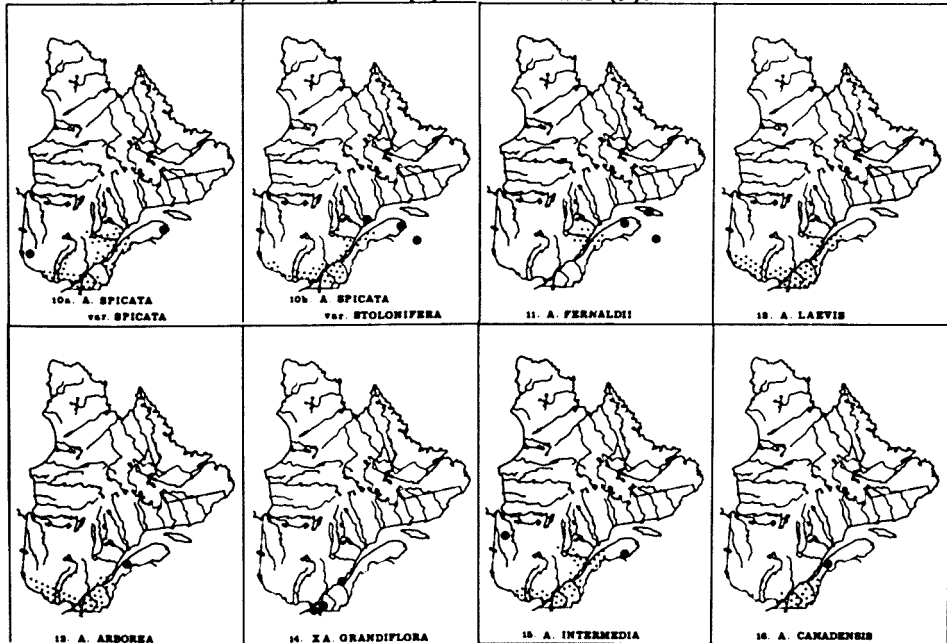 10a. A. SPICATA
var. SPICATA
10b. A. SPICATA
var. STOLONIFERA
11. A. FERNALDII
12. A. LAEVIS
13. A. ARBOREA
14. XA. GRANDIFLORA
15. A. INTERMEDIA
16. A. CANADENSIS